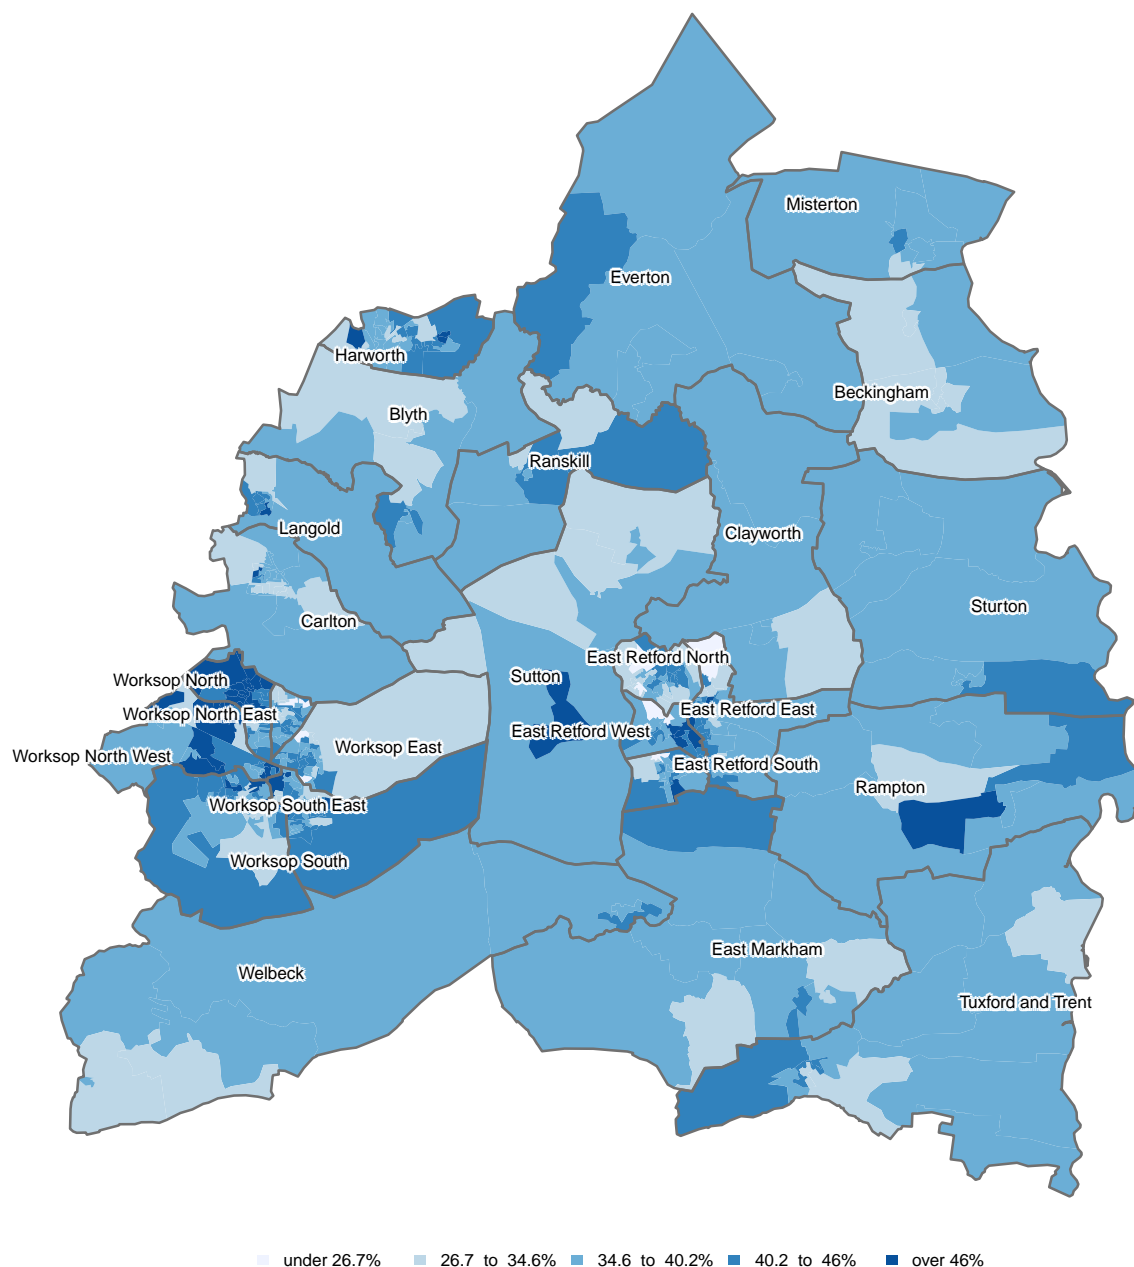 Misterton
Everton
Harworth
Beckingham
Blyth
Ranskill
Langold
Clayworth
Sturton
Carlton
East Retford North
Sutton
Worksop North
East Retford East
Worksop North East
East Retford West
Worksop East
Worksop North West
East Retford South
Rampton
Worksop South East
Worksop South
East Markham
Welbeck
Tuxford and Trent
under 26.7% 26.7 to 34.6% 34.6 to 40.2% 40.2 to 46% over 46%